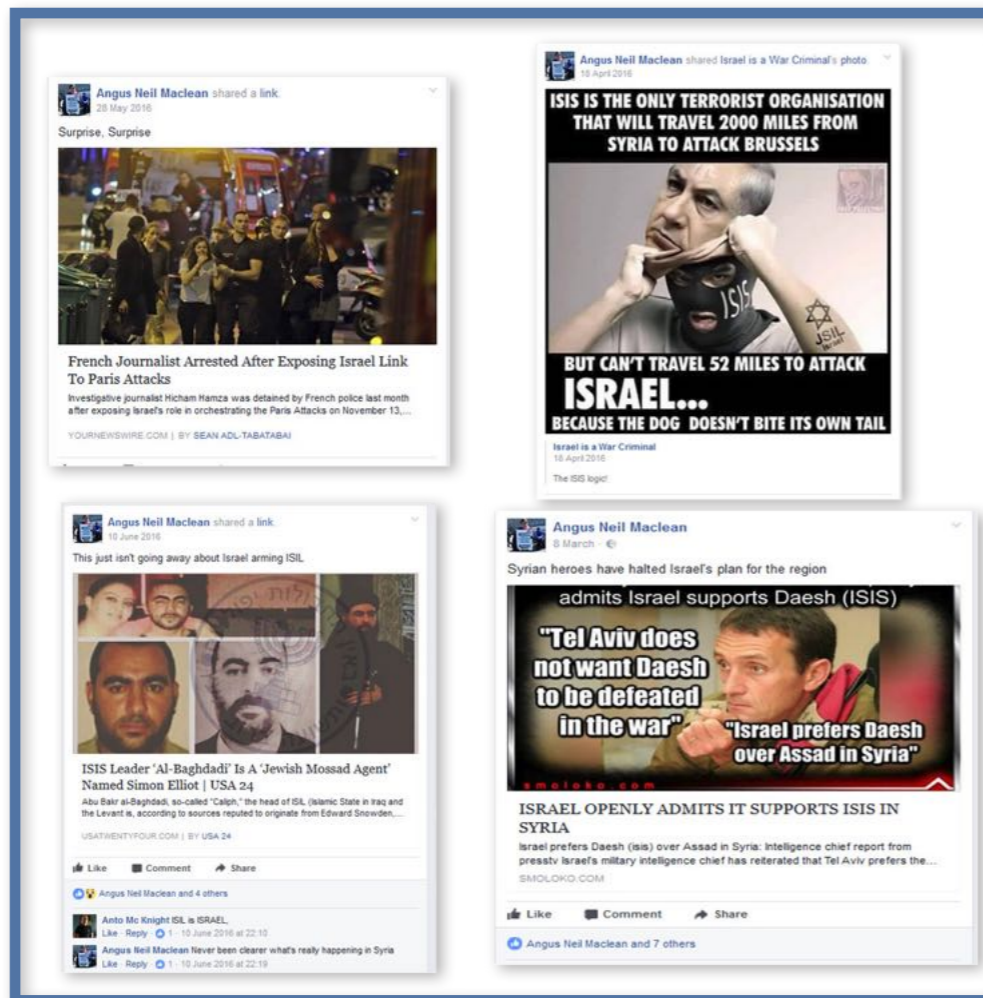 Angus Neil Maclean shared a link.
28 May 2016
Surprise, Surprise
French Journalist Arrested After Exposing Israel Link
To Paris Attacks
Investigative journalist Hicham Hamza was detained by French police last month
after exposing Israel's role in orchestrating the Paris Attacks on November 13,...
YOURNEWSWIRE.COM | BY SEAN ADL-TABATABAI
Angus Neil Maclean shared Israel is a War Criminal's photo.
18 April 2016
ISIS IS THE ONLY TERRORIST ORGANISATION
THAT WILL TRAVEL 2000 MILES FROM
SYRIA TO ATTACK BRUSSELS
ISIS
JSIL
Israel
BUT CAN'T TRAVEL 52 MILES TO ATTACK
ISRAEL...
BECAUSE THE DOG DOESN'T BITE ITS OWN TAIL
Israel is a War Criminal
18 April 2016
The ISIS logic!
Angus Neil Maclean shared a link.
10 June 2016
This just isn't going away about Israel arming ISIL
ISIS Leader 'Al-Baghdadi' Is A 'Jewish Mossad Agent'
Named Simon Elliot | USA 24
Abu Bakr al-Baghdadi, so-called "Caliph," the head of ISIL (Islamic State in Iraq and
the Levant is, according to sources reputed to originate from Edward Snowden,...
USATWENTYFOUR.COM | BY USA 24
Like Comment Share
Angus Neil Maclean and 4 others
Anto Mc Knight ISIL is ISRAEL,
Like · Reply · 1 · 10 June 2016 at 22:10
Angus Neil Maclean Never been clearer what's really happening in Syria
Like · Reply · 1 · 10 June 2016 at 22:19
Angus Neil Maclean
8 March ·
Syrian heroes have halted Israel's plan for the region
admits Israel supports Daesh (ISIS)
"Tel Aviv does
not want Daesh
to be defeated
in the war"
"Israel prefers Daesh
over Assad in Syria"
smoloko.com
ISRAEL OPENLY ADMITS IT SUPPORTS ISIS IN
SYRIA
Israel prefers Daesh (isis) over Assad in Syria: Intelligence chief report from
presstv Israel's military intelligence chief has reiterated that Tel Aviv prefers the...
SMOLOKO.COM
Like Comment Share
Angus Neil Maclean and 7 others